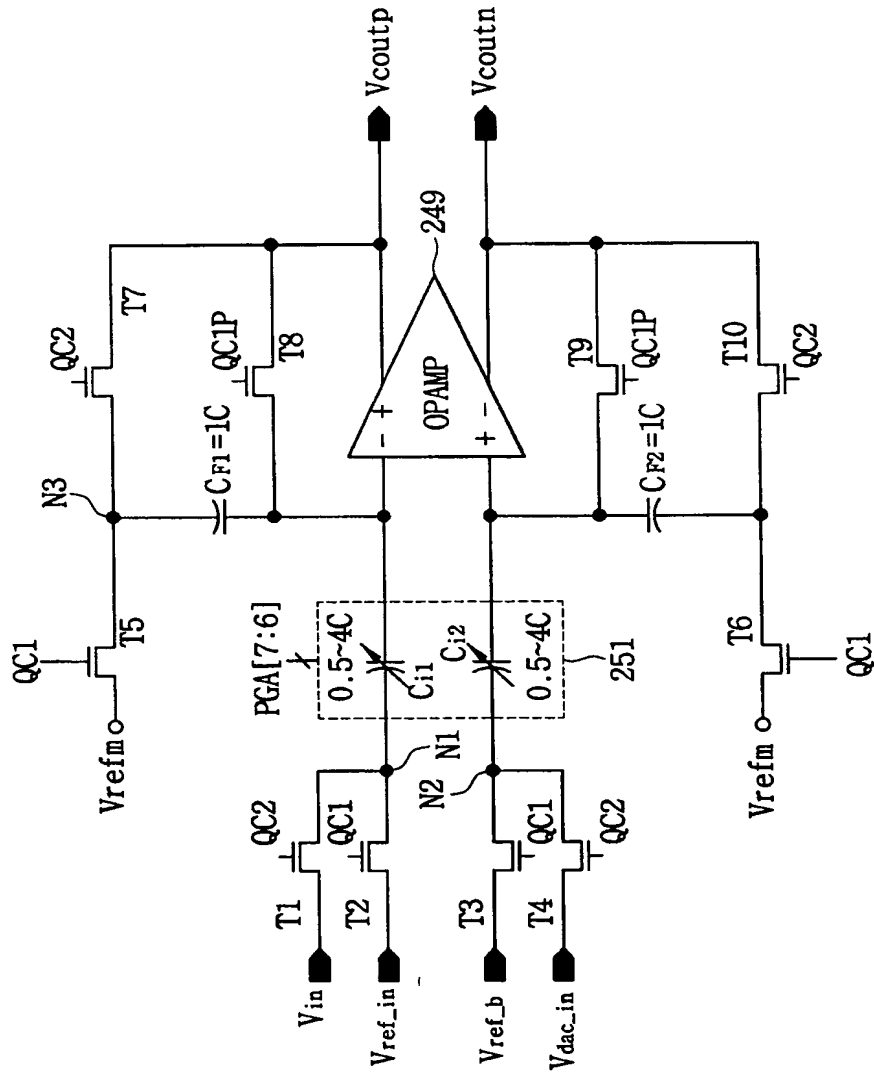 QC1
Vrefm
T5
N3
QC2
T7
CF1=1C
QC1P
T8
PGA[7:6]
0.5~4C
Ci1
Ci2
0.5~4C
251
Vin
T1
QC2
Vref_in
T2
QC1
N1
N2
Vref_b
T3
QC1
Vdac_in
T4
QC2
- +
OPAMP
+ -
249
Vcoutp
Vcoutn
T9
QC1P
CF2=1C
T10
QC2
T6
Vrefm
QC1